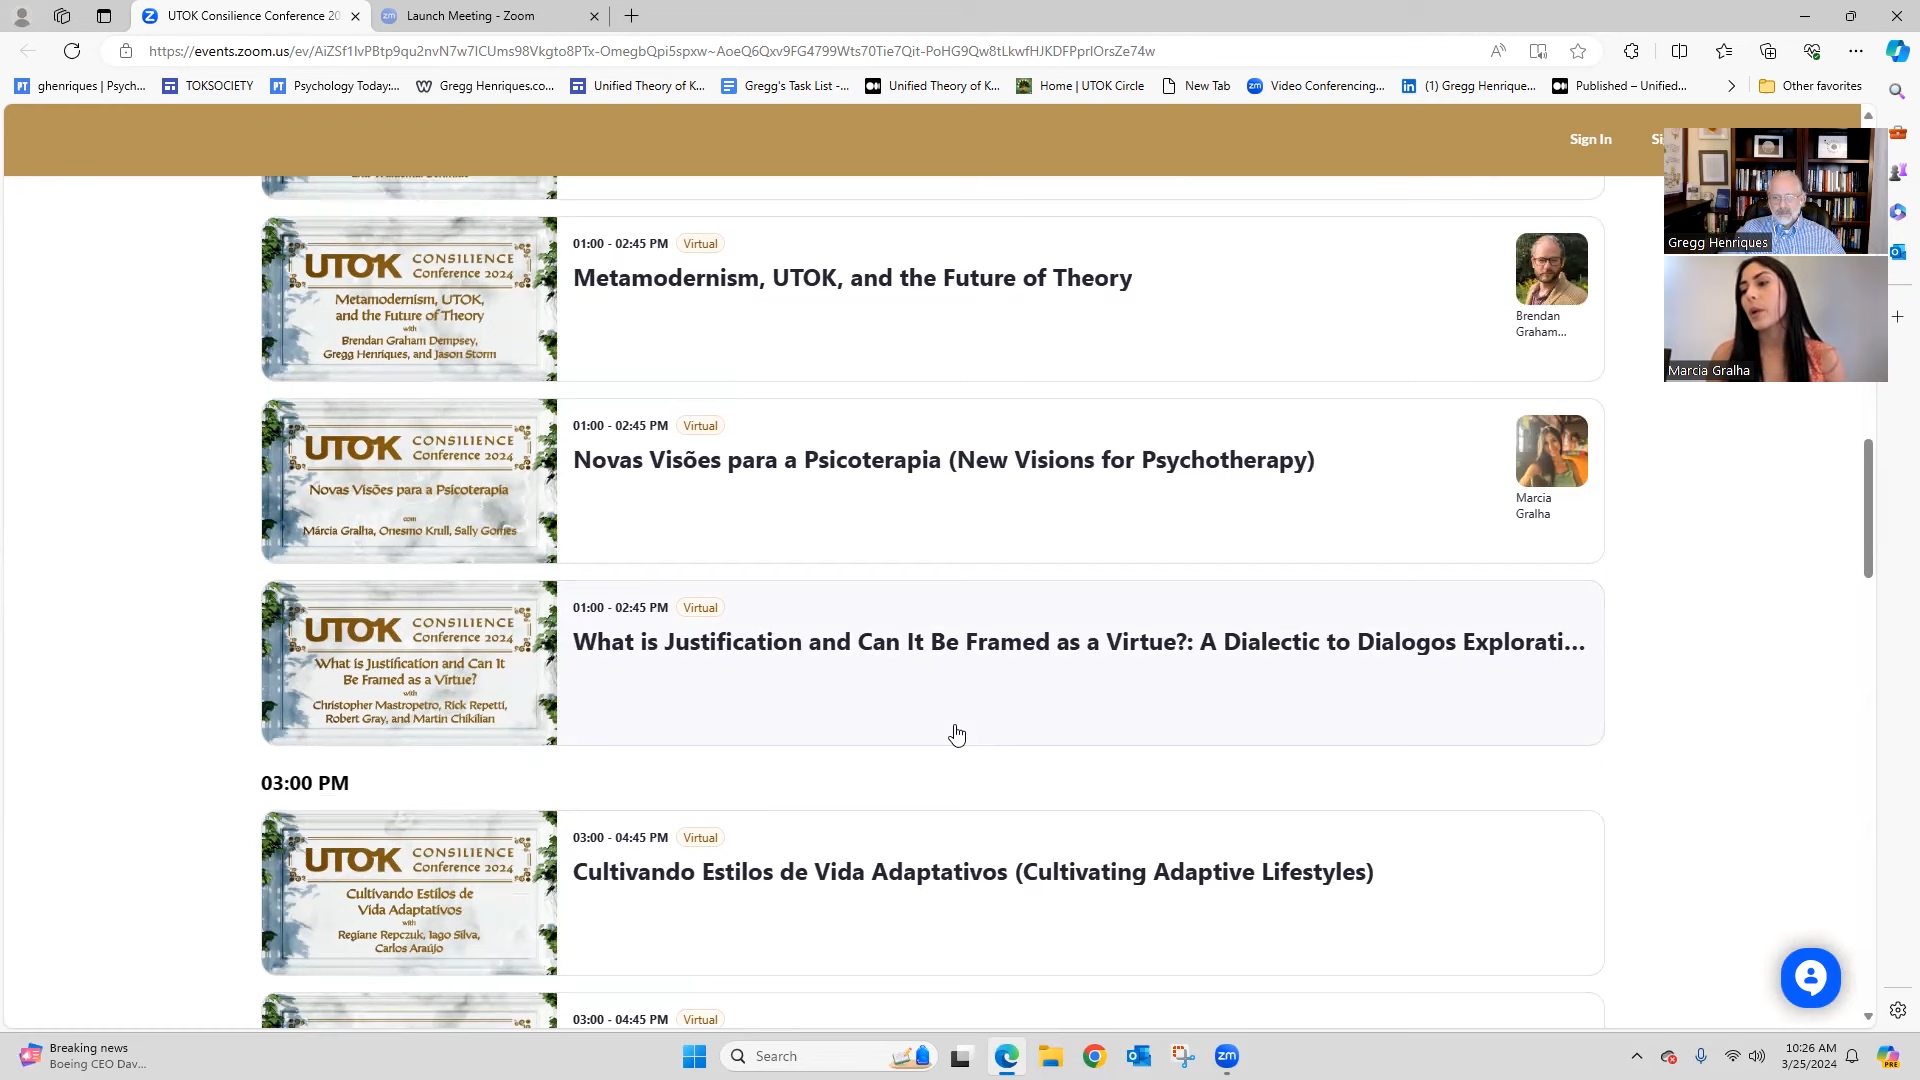 UTOK Consilience Conference 20
Launch Meeting - Zoom
https://events.zoom.us/ev/AiZSf1IvPBtp9qu2nvN7w7ICUms98Vkgto8PTx-OmegbQpi5spxw~AoeQ6Qxv9FG4799Wts70Tie7Qit-PoHG9Qw8tLkwfHJKDFPprIOrsZe74w
ghenriques | Psych...
TOKSOCIETY
Psychology Today:...
Gregg Henriques.co...
Unified Theory of K...
Gregg's Task List -...
Unified Theory of K...
Home | UTOK Circle
New Tab
Video Conferencing...
(1) Gregg Henrique...
Published – Unified...
Other favorites
Sign In
Si
Gregg Henriques
Marcia Gralha
UTOK CONSILIENCE
Conference 2024
Metamodernism, UTOK,
and the Future of Theory
with
Brendan Graham Dempsey,
Gregg Henriques, and Jason Storm
01:00 - 02:45 PM Virtual
Metamodernism, UTOK, and the Future of Theory
Brendan
Graham...
UTOK CONSILIENCE
Conference 2024
Novas Visões para a Psicoterapia
com
Márcia Gralha, Onesmo Krull, Sally Gomes
01:00 - 02:45 PM Virtual
Novas Visões para a Psicoterapia (New Visions for Psychotherapy)
Marcia
Gralha
UTOK CONSILIENCE
Conference 2024
What is Justification and Can It
Be Framed as a Virtue?
with
Christopher Mastropetro, Rick Repetti,
Robert Gray, and Martin Chikilian
01:00 - 02:45 PM Virtual
What is Justification and Can It Be Framed as a Virtue?: A Dialectic to Dialogos Explorati...
03:00 PM
UTOK CONSILIENCE
Conference 2024
Cultivando Estilos de
Vida Adaptativos
with
Regiane Repczuk, Iago Silva,
Carlos Araújo
03:00 - 04:45 PM Virtual
Cultivando Estilos de Vida Adaptativos (Cultivating Adaptive Lifestyles)
03:00 - 04:45 PM Virtual
Breaking news
Boeing CEO Dav...
Search
10:26 AM
3/25/2024